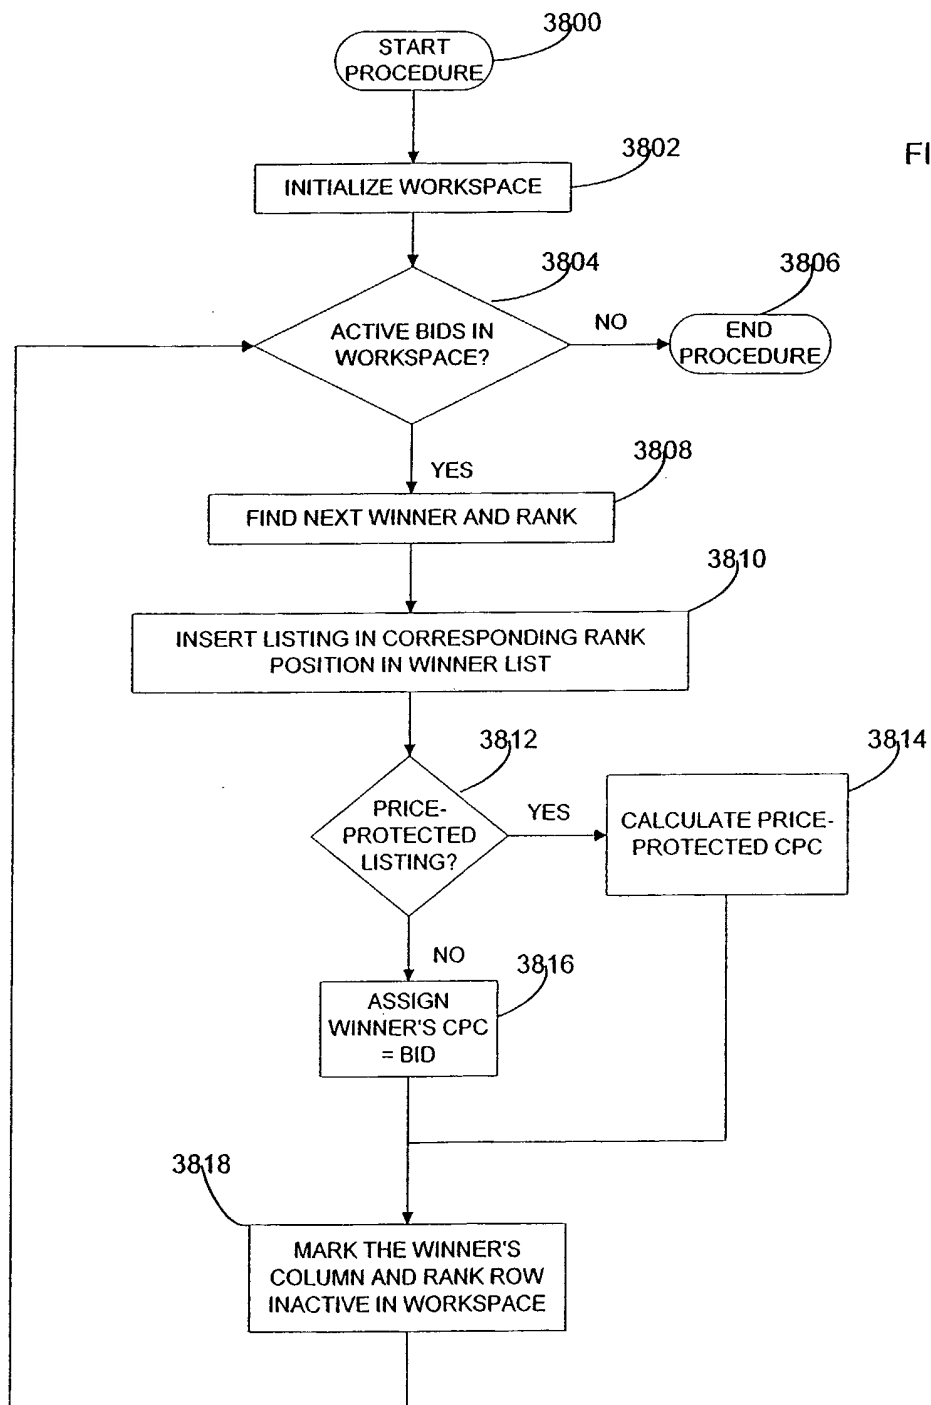 3800
START
PROCEDURE
3802
FI
INITIALIZE WORKSPACE
3804
3806
ACTIVE BIDS IN
WORKSPACE?
NO
END
PROCEDURE
YES
3808
FIND NEXT WINNER AND RANK
3810
INSERT LISTING IN CORRESPONDING RANK
POSITION IN WINNER LIST
3812
3814
PRICE-
PROTECTED
LISTING?
YES
CALCULATE PRICE-
PROTECTED CPC
NO
3816
ASSIGN
WINNER'S CPC
= BID
3818
MARK THE WINNER'S
COLUMN AND RANK ROW
INACTIVE IN WORKSPACE